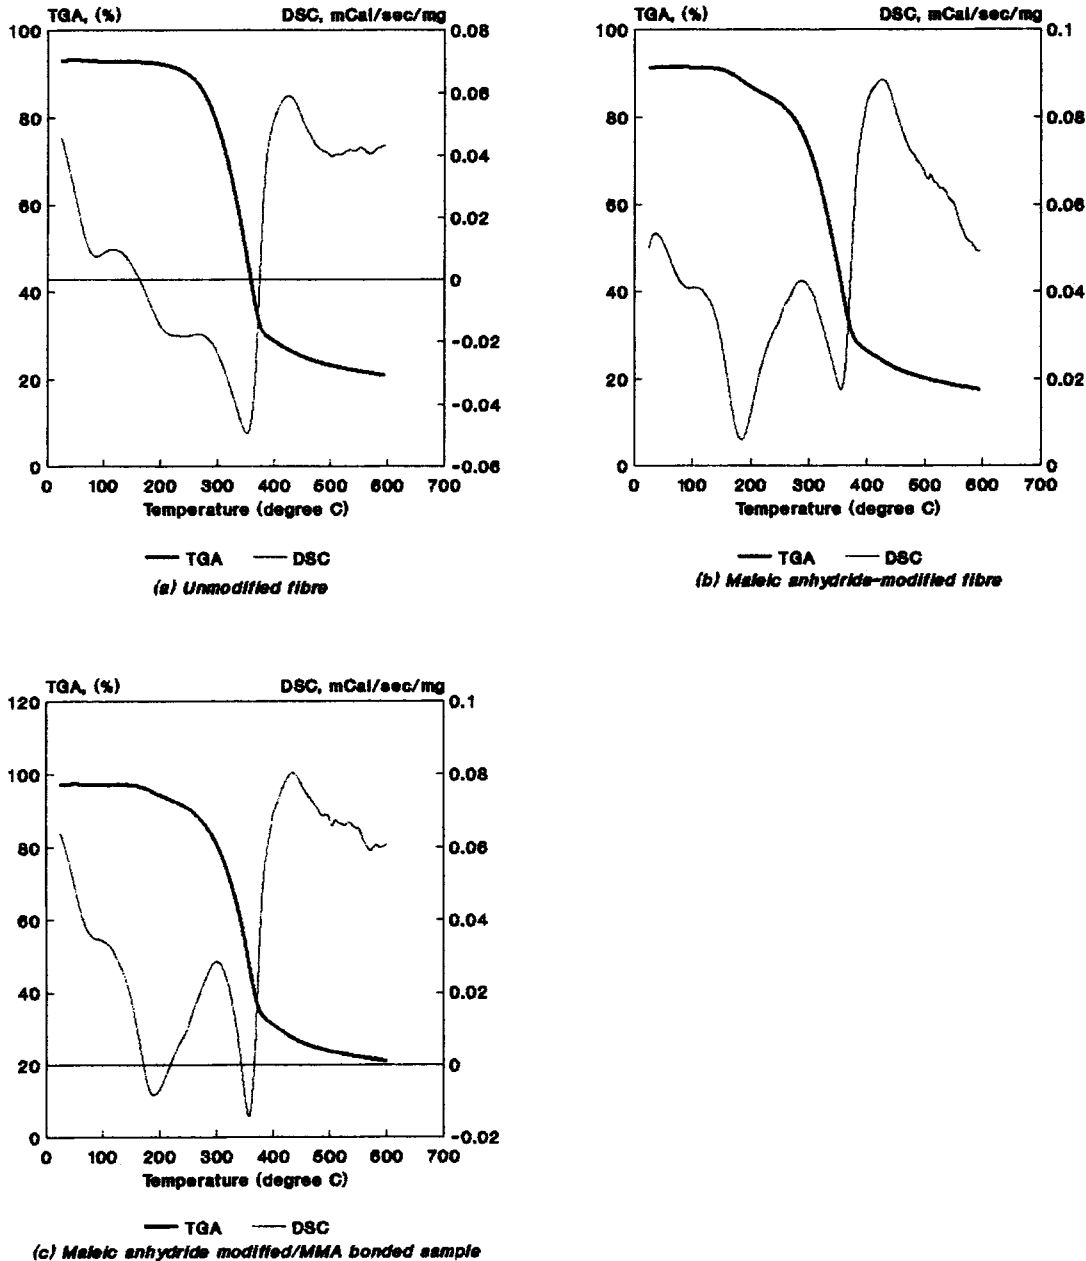 TGA, (%) DSC, mCal/sec/mg
100 0.08
80 0.06
0.04
60 0.02
40 0
-0.02
20 -0.04
0 -0.06
0 100 200 300 400 500 600 700
Temperature (degree C)
TGA DSC
(a) Unmodified fibre
TGA, (%) DSC, mCal/sec/mg
100 0.1
80 0.08
60 0.06
40 0.04
20 0.02
0 0
0 100 200 300 400 500 600 700
Temperature (degree C)
TGA DSC
(b) Maleic anhydride-modified fibre
TGA, (%) DSC, mCal/sec/mg
120 0.1
100 0.08
80 0.06
60 0.04
40 0.02
20 0
0 -0.02
0 100 200 300 400 500 600 700
Temperature (degree C)
TGA DSC
(c) Maleic anhydride modified/MMA bonded sample